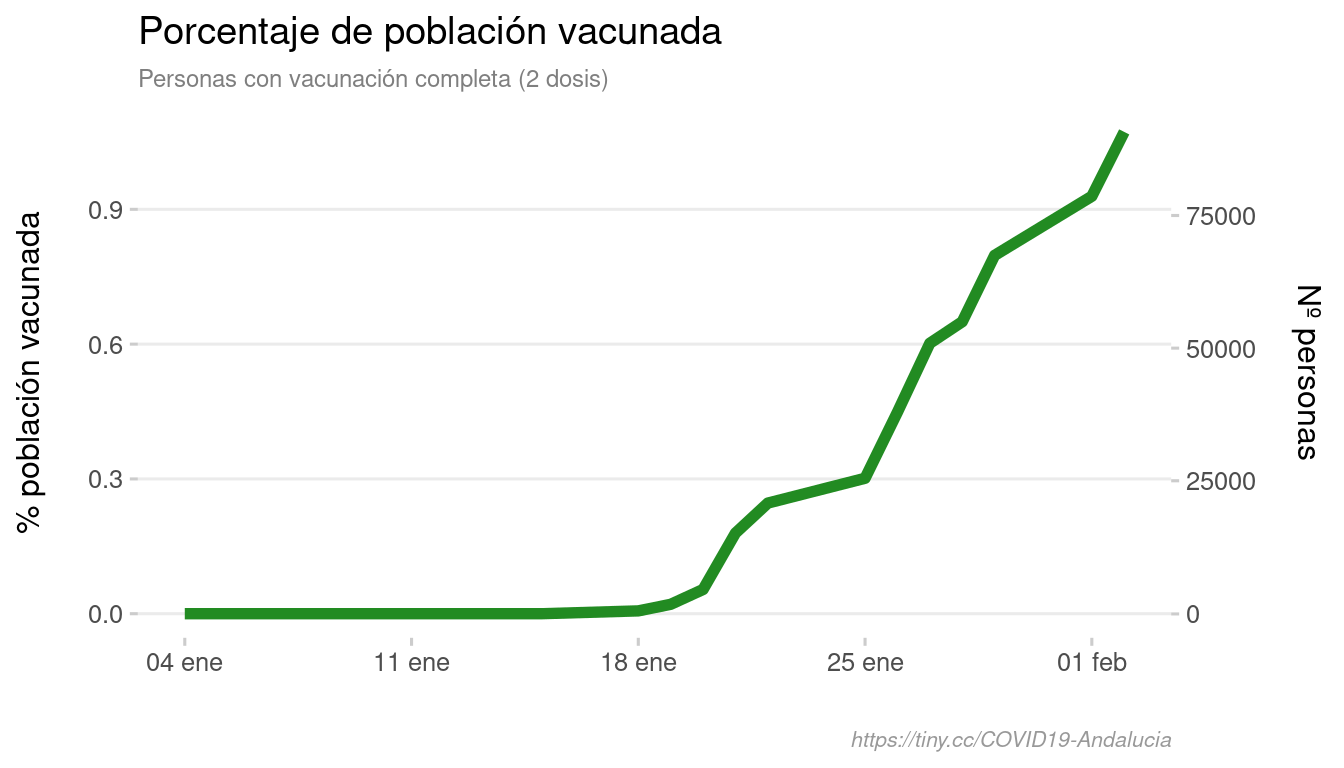 Porcentaje de población vacunada
Personas con vacunación completa (2 dosis)
% población vacunada
0.9
0.6
0.3
0.0
75000
50000
25000
0
Nº personas
04 ene
11 ene
18 ene
25 ene
01 feb
https://tiny.cc/COVID19-Andalucia